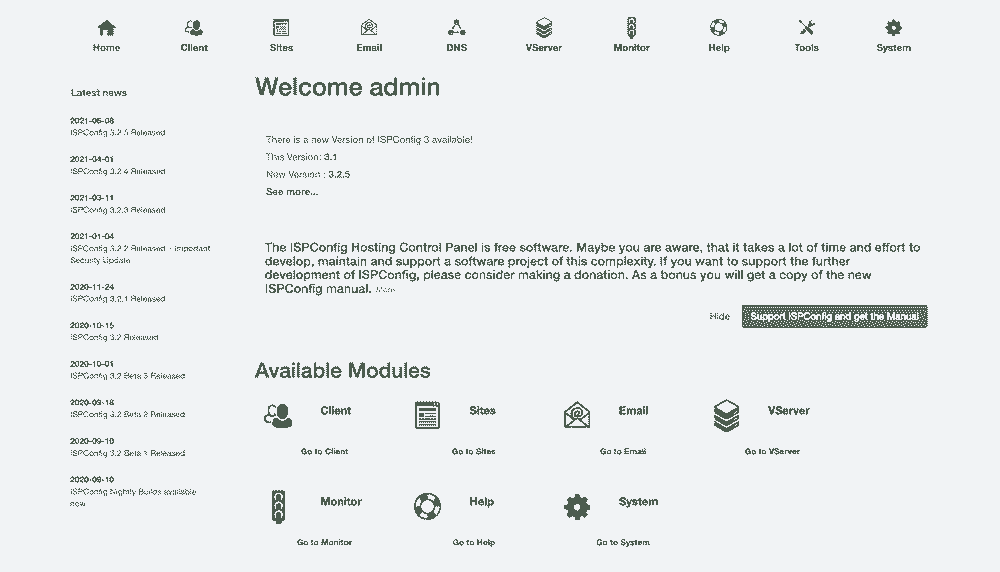 Home Client Sites Email DNS VServer Monitor Help Tools System
Latest news
2021-06-08
ISPConfig 3.2.5 Released
2021-04-01
ISPConfig 3.2.4 Released
2021-03-11
ISPConfig 3.2.3 Released
2021-01-04
ISPConfig 3.2.2 Released - Important
Security Update
2020-11-24
ISPConfig 3.2.1 Released
2020-10-15
ISPConfig 3.2 Released
2020-10-01
ISPConfig 3.2 Beta 3 Released
2020-09-18
ISPConfig 3.2 Beta 2 Released
2020-09-10
ISPConfig 3.2 Beta 1 Released
2020-08-10
ISPConfig Nightly Builds available
now
Welcome admin
There is a new Version of ISPConfig 3 available!
This Version: 3.1
New Version : 3.2.5
See more...
The ISPConfig Hosting Control Panel is free software. Maybe you are aware, that it takes a lot of time and effort to
develop, maintain and support a software project of this complexity. If you want to support the further
development of ISPConfig, please consider making a donation. As a bonus you will get a copy of the new
ISPConfig manual. More
Hide Support ISPConfig and get the Manual
Available Modules
Client Sites Email VServer
Go to Client Go to Sites Go to Email Go to VServer
Monitor Help System
Go to Monitor Go to Help Go to System